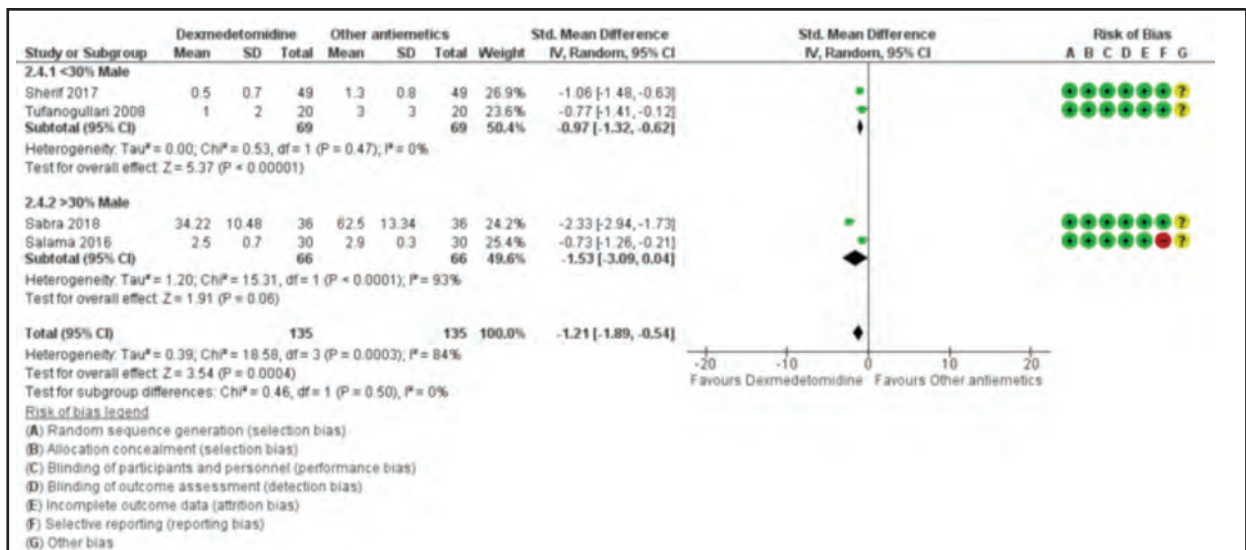 Dexmedetomidine Other antiemetics Std. Mean Difference Std. Mean Difference Risk of Bias
Study or Subgroup Mean SD Total Mean SD Total Weight IV, Random, 95% CI IV, Random, 95% CI A B C D E F G
2.4.1 <30% Male
Sherif 2017 0.5 0.7 49 1.3 0.8 49 26.9% -1.06 [-1.48, -0.63] + + + + + + ?
Tufanogullari 2008 1 2 20 3 3 20 23.6% -0.77 [-1.41, -0.12] + + + + + + ?
Subtotal (95% CI) 69 69 50.4% -0.97 [-1.32, -0.62]
Heterogeneity: Tau² = 0.00; Chi² = 0.53, df = 1 (P = 0.47); I² = 0%
Test for overall effect: Z = 5.37 (P < 0.00001)
2.4.2 >30% Male
Sabra 2018 34.22 10.48 36 62.5 13.34 36 24.2% -2.33 [-2.94, -1.73] + + + + + + ?
Salama 2016 2.5 0.7 30 2.9 0.3 30 25.4% -0.73 [-1.26, -0.21] + + + + + - ?
Subtotal (95% CI) 66 66 49.6% -1.53 [-3.09, 0.04]
Heterogeneity: Tau² = 1.20; Chi² = 15.31, df = 1 (P < 0.0001); I² = 93%
Test for overall effect: Z = 1.91 (P = 0.06)
Total (95% CI) 135 135 100.0% -1.21 [-1.89, -0.54]
Heterogeneity: Tau² = 0.39; Chi² = 18.58, df = 3 (P = 0.0003); I² = 84%
Test for overall effect: Z = 3.54 (P = 0.0004)
Test for subgroup differences: Chi² = 0.46, df = 1 (P = 0.50), I² = 0%
-20 -10 0 10 20
Favours Dexmedetomidine Favours Other antiemetics
Risk of bias legend
(A) Random sequence generation (selection bias)
(B) Allocation concealment (selection bias)
(C) Blinding of participants and personnel (performance bias)
(D) Blinding of outcome assessment (detection bias)
(E) Incomplete outcome data (attrition bias)
(F) Selective reporting (reporting bias)
(G) Other bias